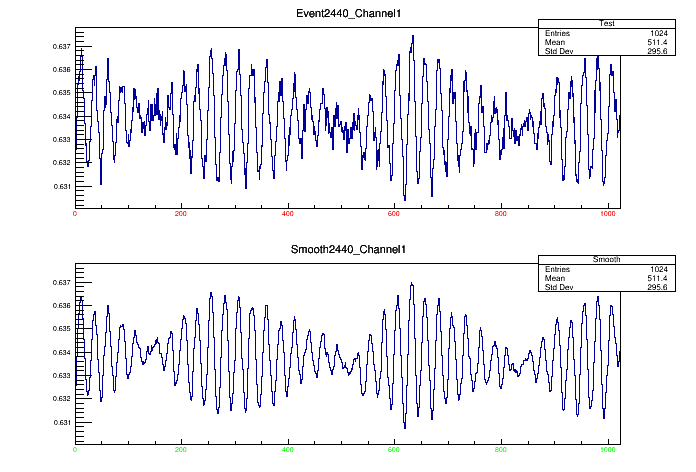 Event2440_Channel1
Test
Entries 1024
Mean 511.4
Std Dev 295.6
0.637
0.636
0.635
0.634
0.633
0.632
0.631
0 200 400 600 800 1000
Smooth2440_Channel1
Smooth
Entries 1024
Mean 511.4
Std Dev 295.6
0.637
0.636
0.635
0.634
0.633
0.632
0.631
0 200 400 600 800 1000